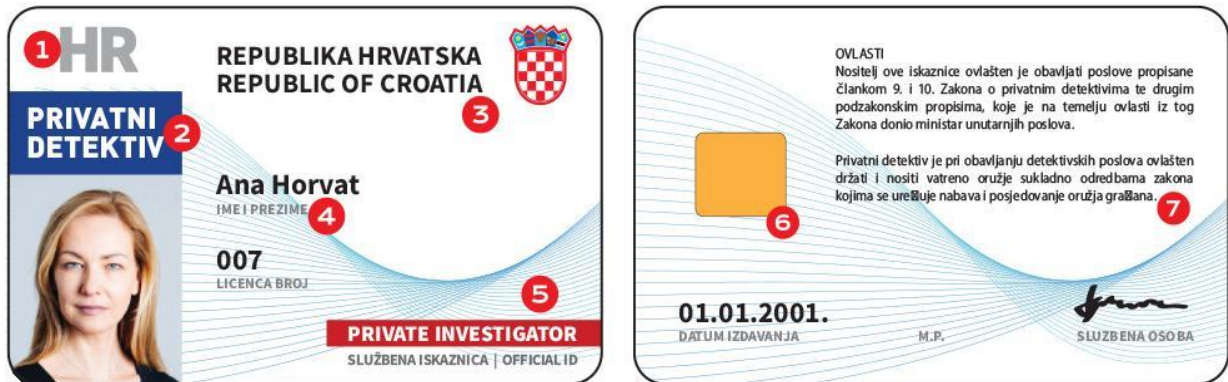 1 HR
REPUBLIKA HRVATSKA
REPUBLIC OF CROATIA
3
PRIVATNI
DETEKTIV
2
Ana Horvat
IME I PREZIME
4
007
LICENCA BROJ
5
PRIVATE INVESTIGATOR
SLUŽBENA ISKAZNICA | OFFICIAL ID
OVLASTI
Nositelj ove iskaznice ovlašten je obavljati poslove propisane
člankom 9. i 10. Zakona o privatnim detektivima te drugim
podzakonskim propisima, koje je na temelju ovlasti iz tog
Zakona donio ministar unutarnjih poslova.
Privatni detektiv je pri obavljanju detektivskih poslova ovlašten
držati i nositi vatreno oružje sukladno odredbama zakona
kojima se ure☒uje nabava i posjedovanje oružja gra☒ana.
7
6
01.01.2001.
DATUM IZDAVANJA
M.P.
SLUZBENA OSOBA